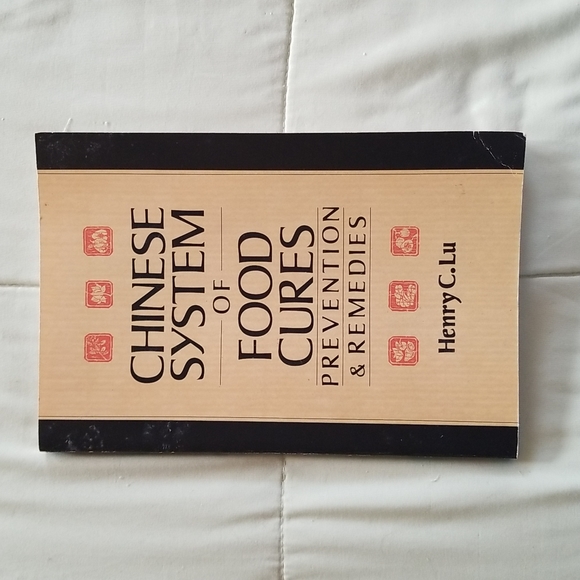 CHINESE
SYSTEM
OF
FOOD
CURES
PREVENTION
& REMEDIES
Henry C. Lu